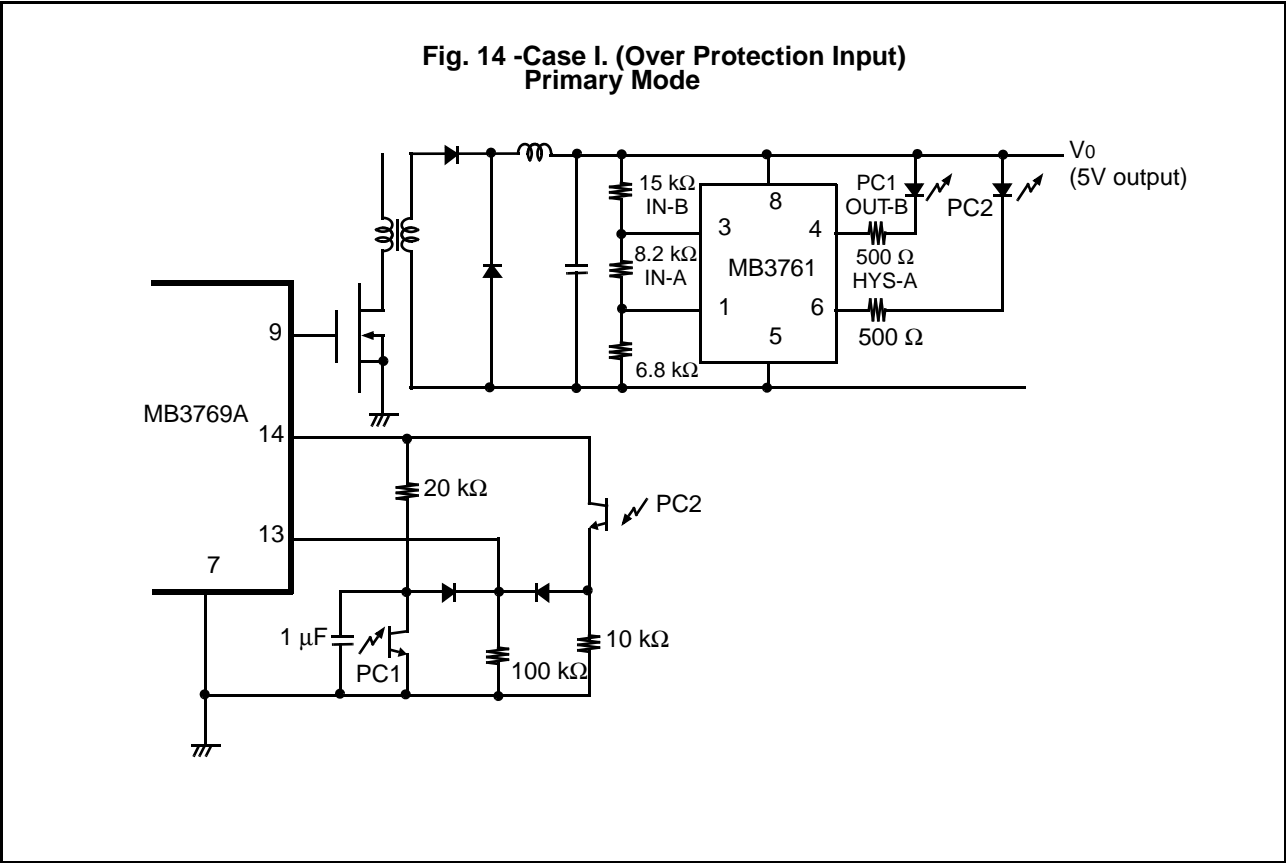 Fig. 14 -Case I. (Over Protection Input)
Primary Mode
V0
(5V output)
15 kΩ
IN-B
8.2 kΩ
IN-A
6.8 kΩ
8
3
4
MB3761
1
6
5
PC1
OUT-B
PC2
500 Ω
HYS-A
500 Ω
9
MB3769A
14
13
7
20 kΩ
PC2
1 μF
PC1
100 kΩ
10 kΩ